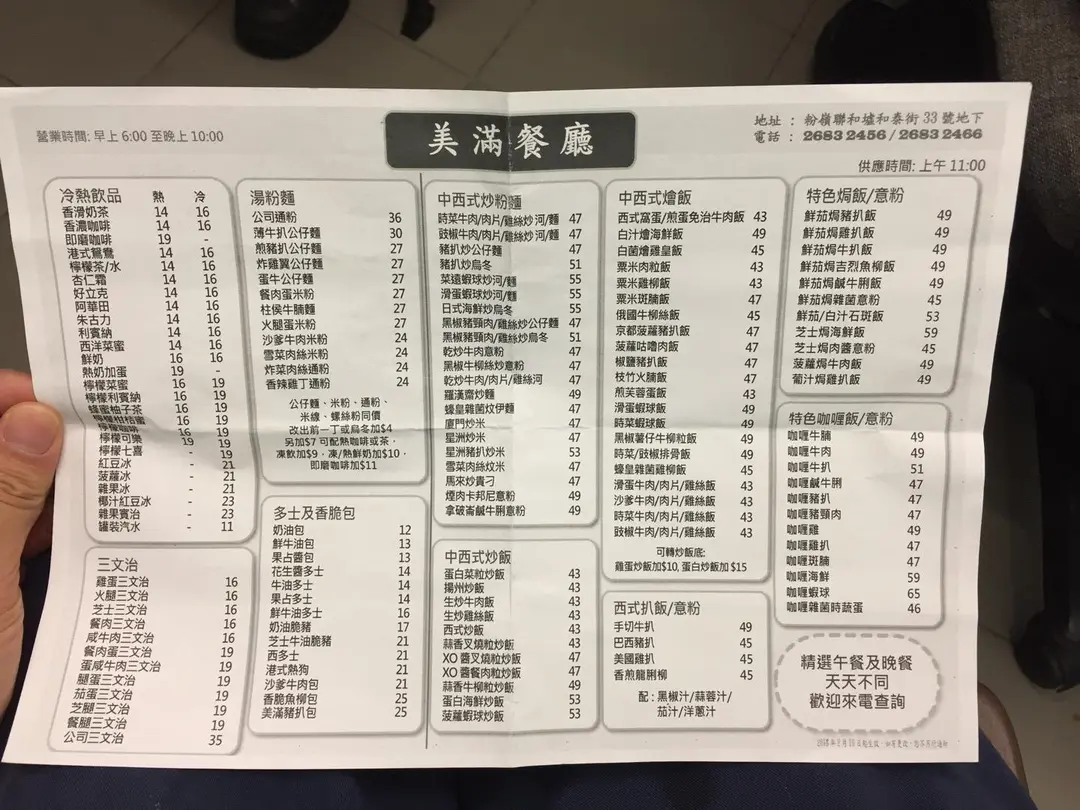 營業時間: 早上 6:00 至晚上 10:00
美滿餐廳
地址 : 粉嶺聯和墟和泰街 33 號地下
電話 : 2683 2456 / 2683 2466
供應時間: 上午 11:00
冷熱飲品 熱 冷
香滑奶茶 14 16
香濃咖啡 14 16
即磨咖啡 19 -
港式鴛鴦 14 16
檸檬茶/水 14 16
杏仁霜 14 16
好立克 14 16
阿華田 14 16
朱古力 14 16
利賓納 14 16
西洋菜蜜 14 16
鮮奶 16 16
熱奶加蛋 19 -
檸檬菜蜜 16 19
檸檬利賓納 16 19
蜂蜜柚子茶 16 19
檸檬柑桔蜜 16 19
檸檬咖啡 16 19
檸檬可樂 19 19
檸檬七喜 - 19
紅豆冰 - 21
菠蘿冰 - 21
雜果冰 - 21
椰汁紅豆冰 - 23
雜果賓治 - 23
罐裝汽水 - 11
三文治
雞蛋三文治 16
火腿三文治 16
芝士三文治 16
餐肉三文治 16
咸牛肉三文治 16
餐肉蛋三文治 19
蛋咸牛肉三文治 19
腿蛋三文治 19
茄蛋三文治 19
芝腿三文治 19
餐腿三文治 19
公司三文治 35
湯粉麵
公司通粉 36
薄牛扒公仔麵 30
煎豬扒公仔麵 27
炸雞翼公仔麵 27
蛋牛公仔麵 27
餐肉蛋米粉 27
柱侯牛腩麵 27
火腿蛋米粉 27
沙爹牛肉米粉 24
雪菜肉絲米粉 24
炸菜肉絲通粉 24
香辣雞丁通粉 24
公仔麵、米粉、通粉、
米線、螺絲粉同價
改出前一丁或烏冬加$4
另加$7 可配熱咖啡或茶,
凍飲加$9,凍/熱鮮奶加$10,
即磨咖啡加$11
多士及香脆包
奶油包 12
鮮牛油包 13
果占醬包 13
花生醬多士 14
牛油多士 14
果占多士 14
鮮牛油多士 16
奶油脆豬 17
芝士牛油脆豬 21
西多士 21
港式熱狗 21
沙爹牛肉包 21
香脆魚柳包 25
美滿豬扒包 25
中西式炒粉麵
時菜牛肉/肉片/雞絲炒 河/麵 47
豉椒牛肉/肉片/雞絲炒 河/麵 47
豬扒炒公仔麵 47
豬扒炒烏冬 51
菜遠蝦球炒河/麵 55
滑蛋蝦球炒河/麵 55
日式海鮮炒烏冬 55
黑椒豬頸肉/雞絲炒公仔麵 47
黑椒豬頸肉/雞絲炒烏冬 51
乾炒牛肉意粉 47
黑椒牛柳絲炒意粉 47
乾炒牛肉/肉片/雞絲河 47
羅漢齋炒麵 49
蠔皇雜菌炆伊麵 47
廈門炒米 47
星洲炒米 47
星洲豬扒炒米 53
雪菜肉絲炆米 47
馬來炒貴刁 47
煙肉卡邦尼意粉 49
拿破崙鹹牛脷意粉 49
中西式炒飯
蛋白菜粒炒飯 43
揚州炒飯 43
生炒牛肉飯 43
生炒雞絲飯 43
西式炒飯 43
蒜香叉燒粒炒飯 43
XO 醬叉燒粒炒飯 47
XO 醬餐肉粒炒飯 47
蒜香牛柳粒炒飯 49
蛋白海鮮炒飯 53
菠蘿蝦球炒飯 53
中西式燴飯
西式窩蛋/煎蛋免治牛肉飯 43
白汁燴海鮮飯 49
白菌燴雞皇飯 45
粟米肉粒飯 43
粟米雞柳飯 43
粟米斑腩飯 47
俄國牛柳絲飯 45
京都菠蘿豬扒飯 47
菠蘿咕嚕肉飯 47
椒鹽豬扒飯 47
枝竹火腩飯 47
煎芙蓉蛋飯 43
滑蛋蝦球飯 49
時菜蝦球飯 49
黑椒薯仔牛柳粒飯 49
時菜/豉椒排骨飯 49
蠔皇雜菌雞柳飯 45
滑蛋牛肉/肉片/雞絲飯 43
沙爹牛肉/肉片/雞絲飯 43
時菜牛肉/肉片/雞絲飯 43
豉椒牛肉/肉片/雞絲飯 43
可轉炒飯底:
雞蛋炒飯加$10, 蛋白炒飯加 $15
西式扒飯/意粉
手切牛扒 49
巴西豬扒 45
美國雞扒 45
香煎龍脷柳 45
配 : 黑椒汁/蒜蓉汁/
茄汁/洋蔥汁
特色焗飯/意粉
鮮茄焗豬扒飯 49
鮮茄焗雞扒飯 49
鮮茄焗牛扒飯 49
鮮茄焗吉烈魚柳飯 49
鮮茄焗鹹牛脷飯 49
鮮茄焗雜菌意粉 45
鮮茄/白汁石斑飯 53
芝士焗海鮮飯 59
芝士焗肉醬意粉 45
菠蘿焗牛肉飯 49
葡汁焗雞扒飯 49
特色咖喱飯/意粉
咖喱牛腩 49
咖喱牛肉 49
咖喱牛扒 51
咖喱鹹牛脷 47
咖喱豬扒 47
咖喱豬頸肉 47
咖喱雞 49
咖喱雞扒 47
咖喱斑腩 47
咖喱海鮮 59
咖喱蝦球 65
咖喱雜菌時蔬蛋 46
精選午餐及晚餐
天天不同
歡迎來電查詢